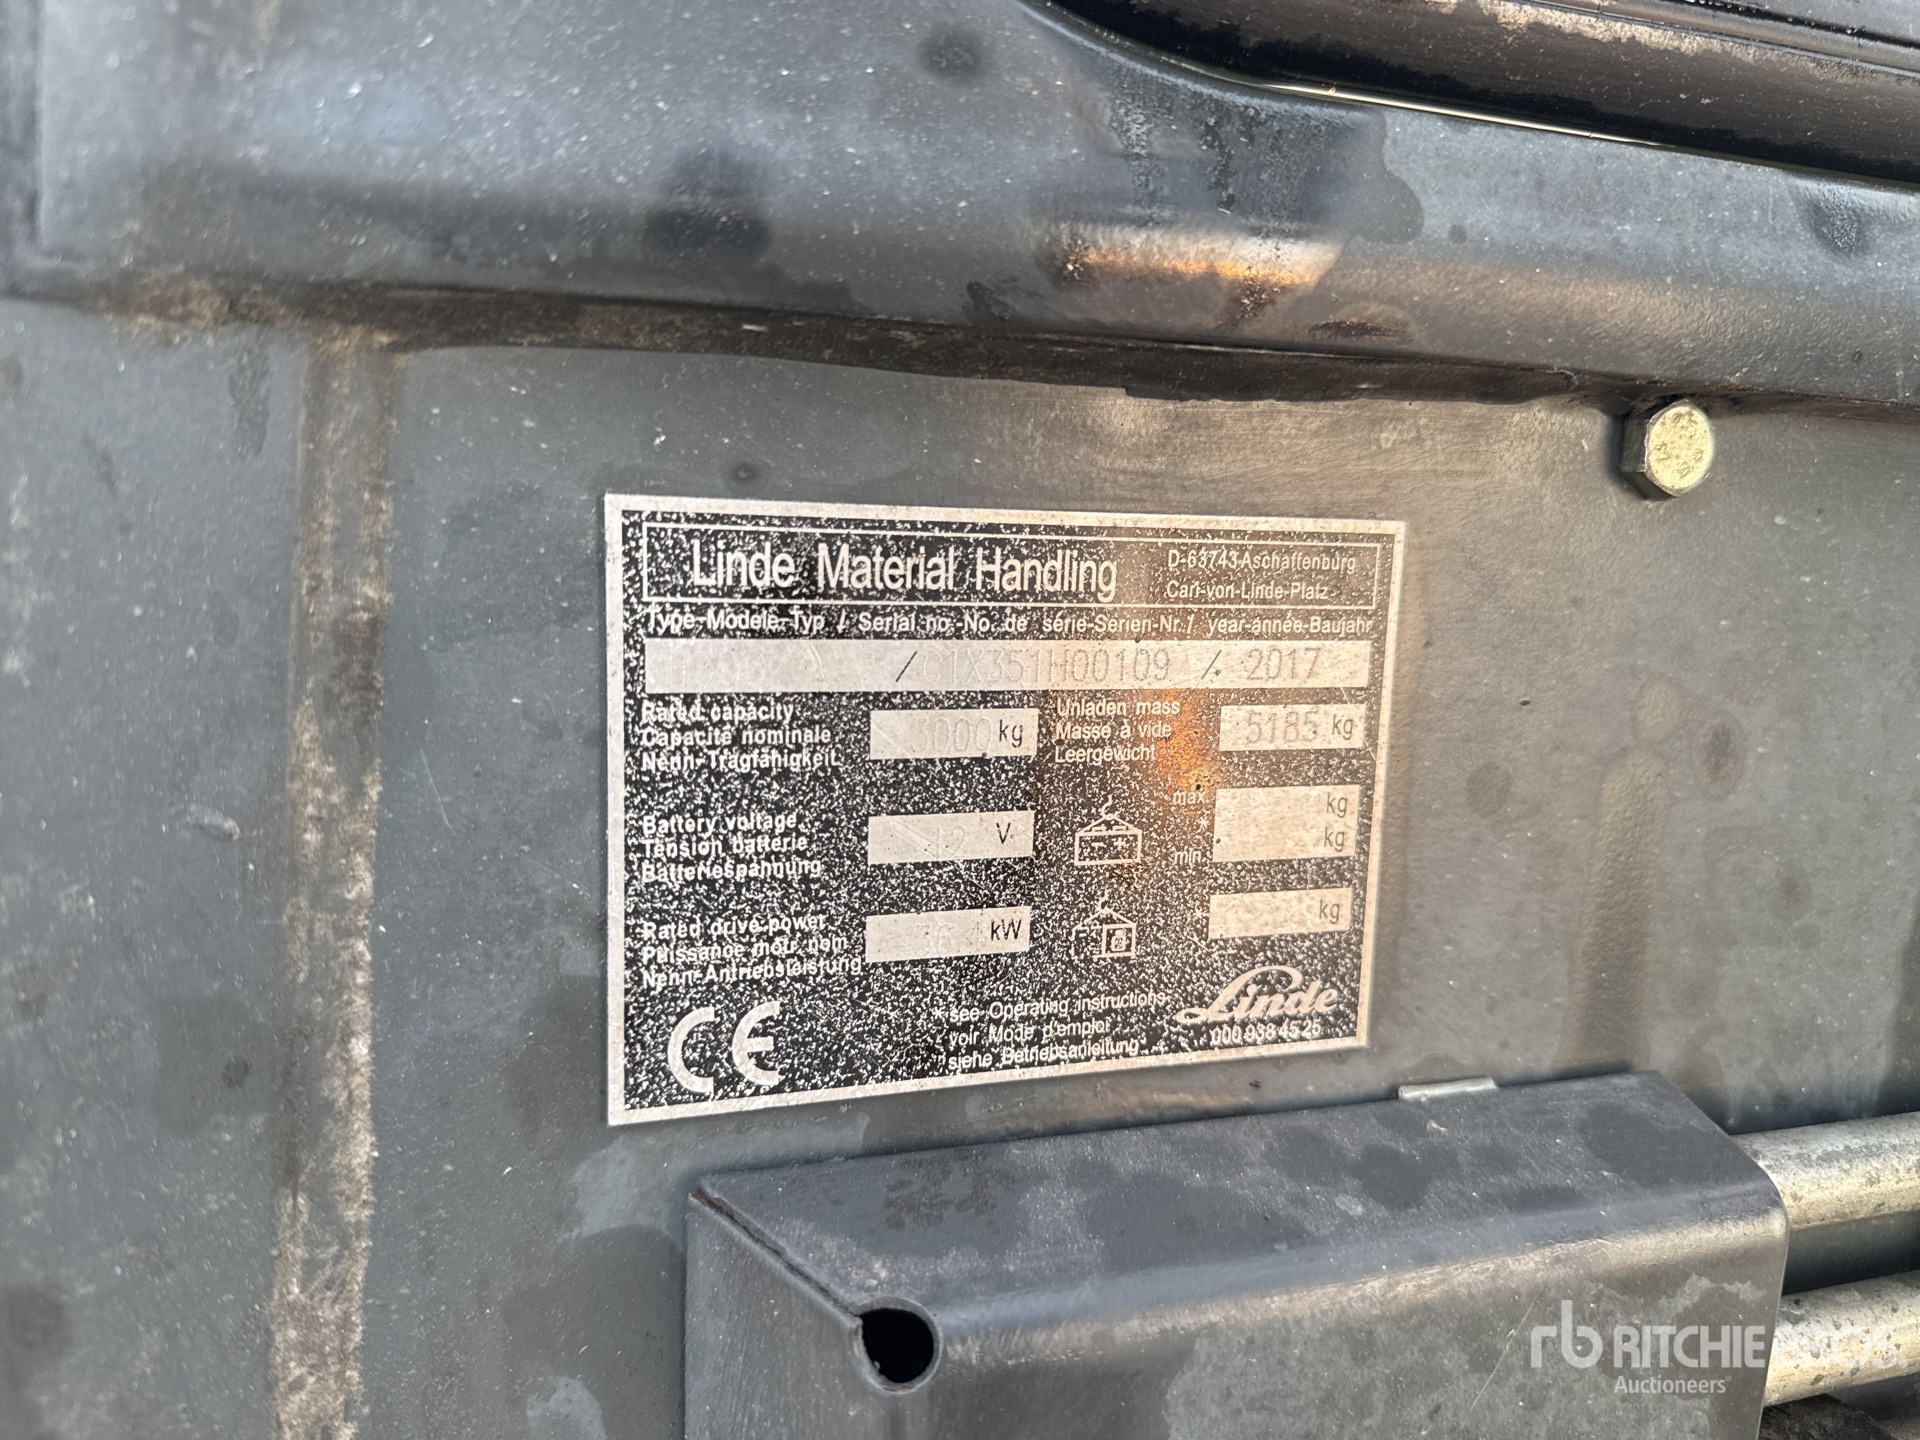 Linde Material Handling
D-63743 Aschaffenburg
Carl-von-Linde-Platz
Type-Modele-Typ / Serial no.-No. de série-Serien-Nr. / year-année-Baujahr
/ C1X351H00109 / 2017
Rated capacity
Capacité nominale
Nenn-Tragfähigkeit
3000 kg
Unladen mass
Masse à vide
Leergewicht
5185 kg
Battery voltage
Tension batterie
Batteriespannung
12 V
- +
max.
* kg
min. kg
Rated drive power
Puissance motr. nom
Nenn-Antriebsleistung
kW
* kg
CE
* see Operating instructions
voir Mode d'emploi
siehe Betriebsanleitung
Linde
000 938 45 25
rb RITCHIE BROS.
Auctioneers